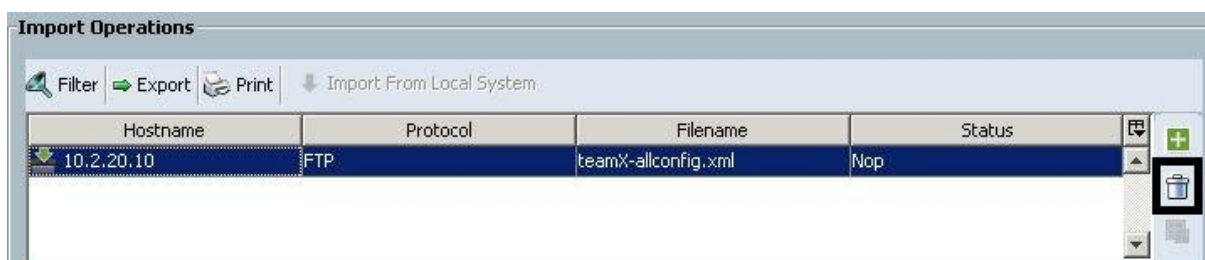 Import Operations
Filter Export Print Import From Local System
Hostname Protocol Filename Status
10.2.20.10 FTP teamX-allconfig.xml Nop